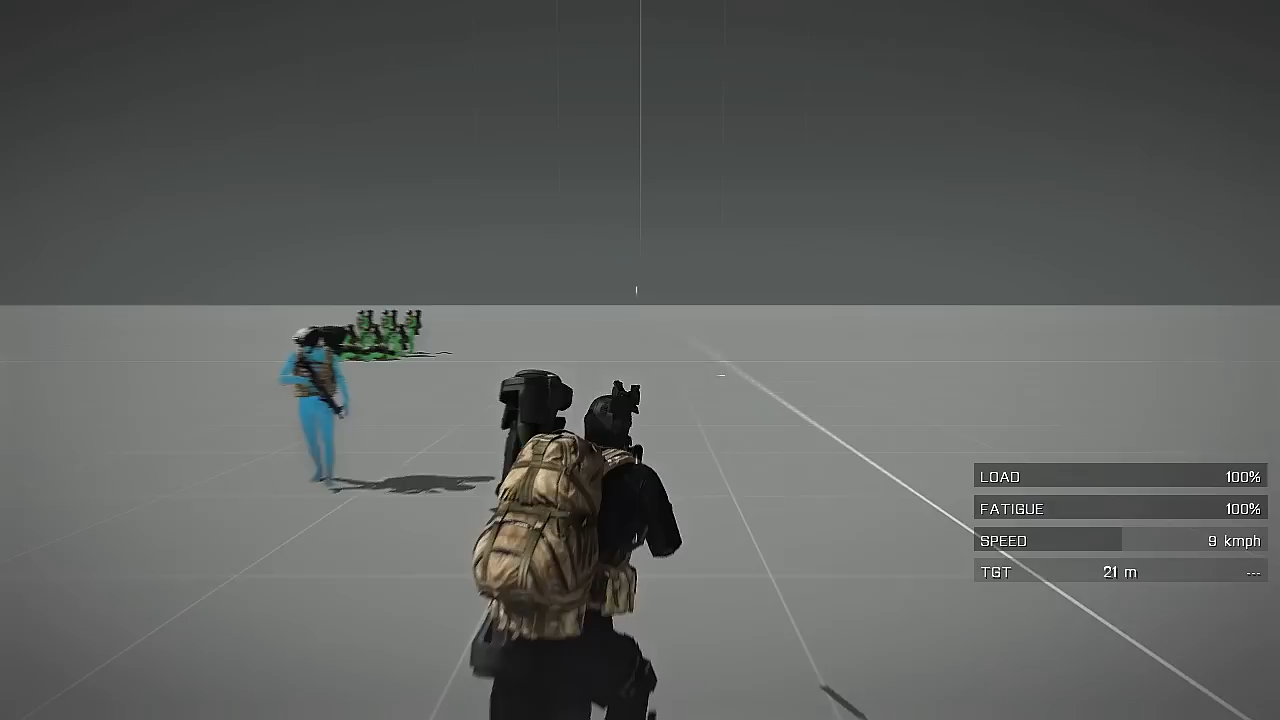 LOAD 100%
FATIGUE 100%
SPEED 9 kmph
TGT 21 m ---